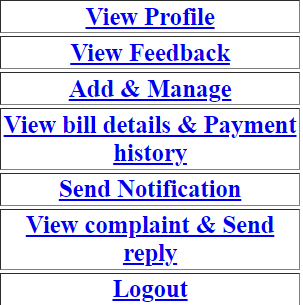 View Profile
View Feedback
Add & Manage
View bill details & Payment
history
Send Notification
View complaint & Send
reply
Logout